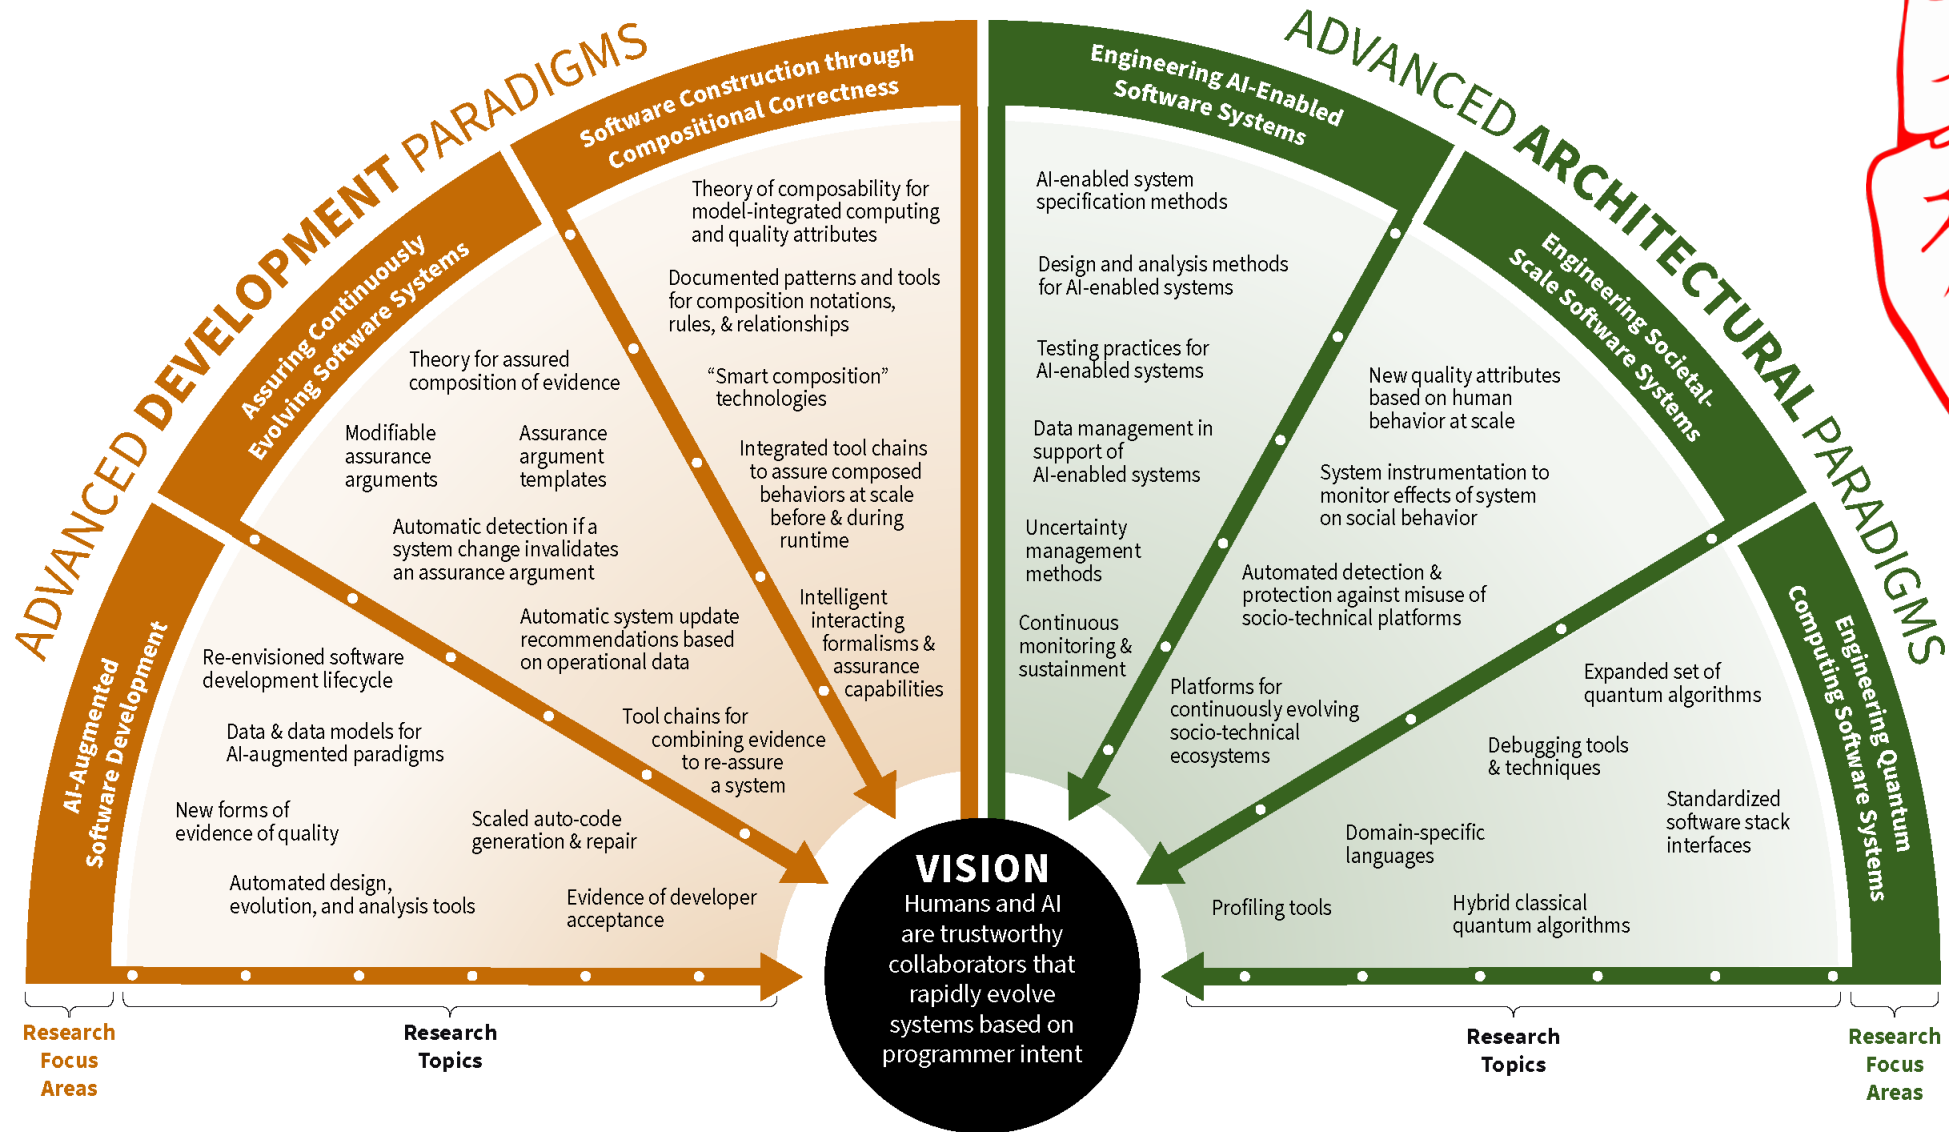 ADVANCED DEVELOPMENT PARADIGMS
ADVANCED ARCHITECTURAL PARADIGMS
AI-Augmented
Software Development
Re-envisioned software
development lifecycle
Data & data models for
AI-augmented paradigms
New forms of
evidence of quality
Automated design,
evolution, and analysis tools
Scaled auto-code
generation & repair
Evidence of developer
acceptance
Assuring Continuously
Evolving Software Systems
Theory for assured
composition of evidence
Modifiable
assurance
arguments
Assurance
argument
templates
Automatic detection if a
system change invalidates
an assurance argument
Automatic system update
recommendations based
on operational data
Tool chains for
combining evidence
to re-assure
a system
Software Construction through
Compositional Correctness
Theory of composability for
model-integrated computing
and quality attributes
Documented patterns and tools
for composition notations,
rules, & relationships
“Smart composition”
technologies
Integrated tool chains
to assure composed
behaviors at scale
before & during
runtime
Intelligent
interacting
formalisms &
assurance
capabilities
Engineering AI-Enabled
Software Systems
AI-enabled system
specification methods
Design and analysis methods
for AI-enabled systems
Testing practices for
AI-enabled systems
Data management in
support of
AI-enabled systems
Uncertainty
management
methods
Continuous
monitoring &
sustainment
Engineering Societal-
Scale Software Systems
New quality attributes
based on human
behavior at scale
System instrumentation to
monitor effects of system
on social behavior
Automated detection &
protection against misuse of
socio-technical platforms
Platforms for
continuously evolving
socio-technical
ecosystems
Engineering Quantum
Computing Software Systems
Expanded set of
quantum algorithms
Debugging tools
& techniques
Standardized
software stack
interfaces
Domain-specific
languages
Profiling tools
Hybrid classical
quantum algorithms
VISION
Humans and AI
are trustworthy
collaborators that
rapidly evolve
systems based on
programmer intent
Research
Focus
Areas
Research
Topics
Research
Topics
Research
Focus
Areas